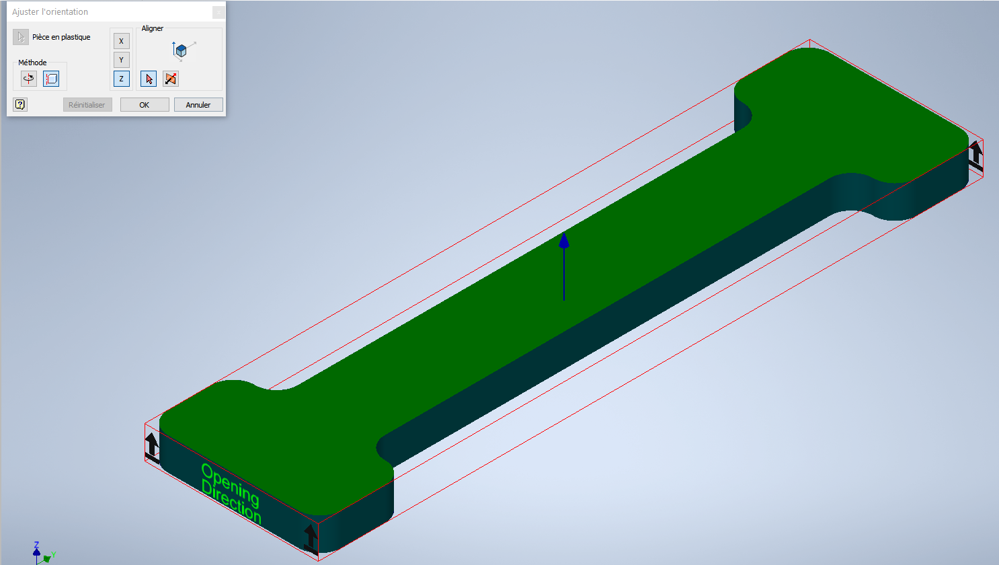 Ajuster l'orientation
Pièce en plastique
Méthode
X
Y
Z
Aligner
?
Réinitialiser
OK
Annuler
Opening
Direction
Z
Y